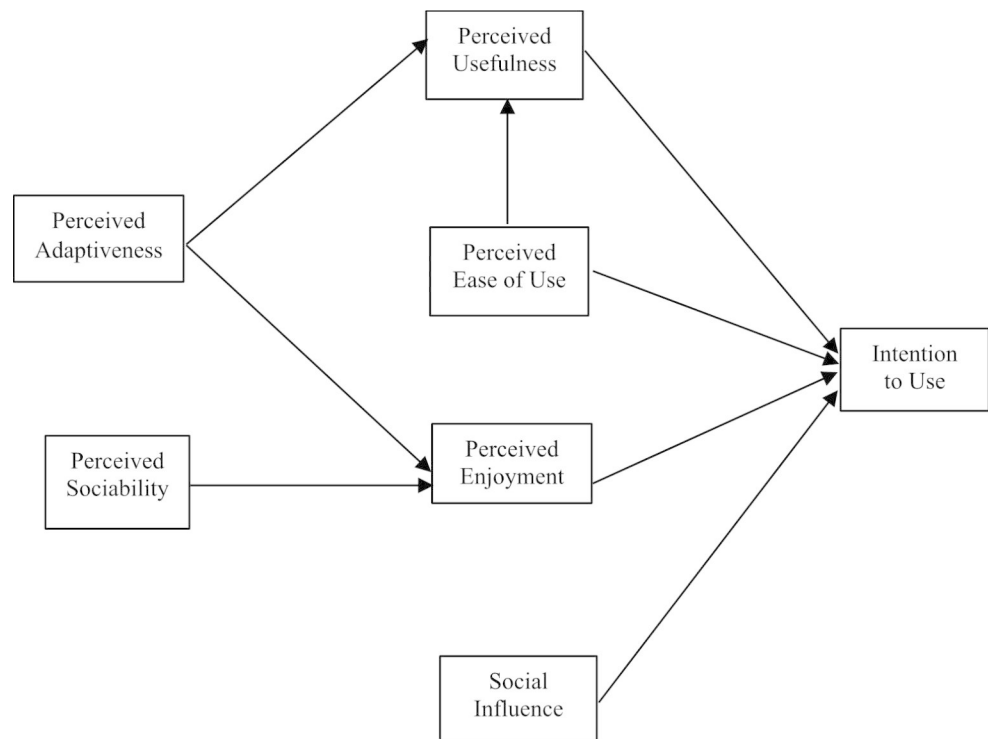 Perceived
Usefulness
Perceived
Adaptiveness
Perceived
Ease of Use
Intention
to Use
Perceived
Sociability
Perceived
Enjoyment
Social
Influence